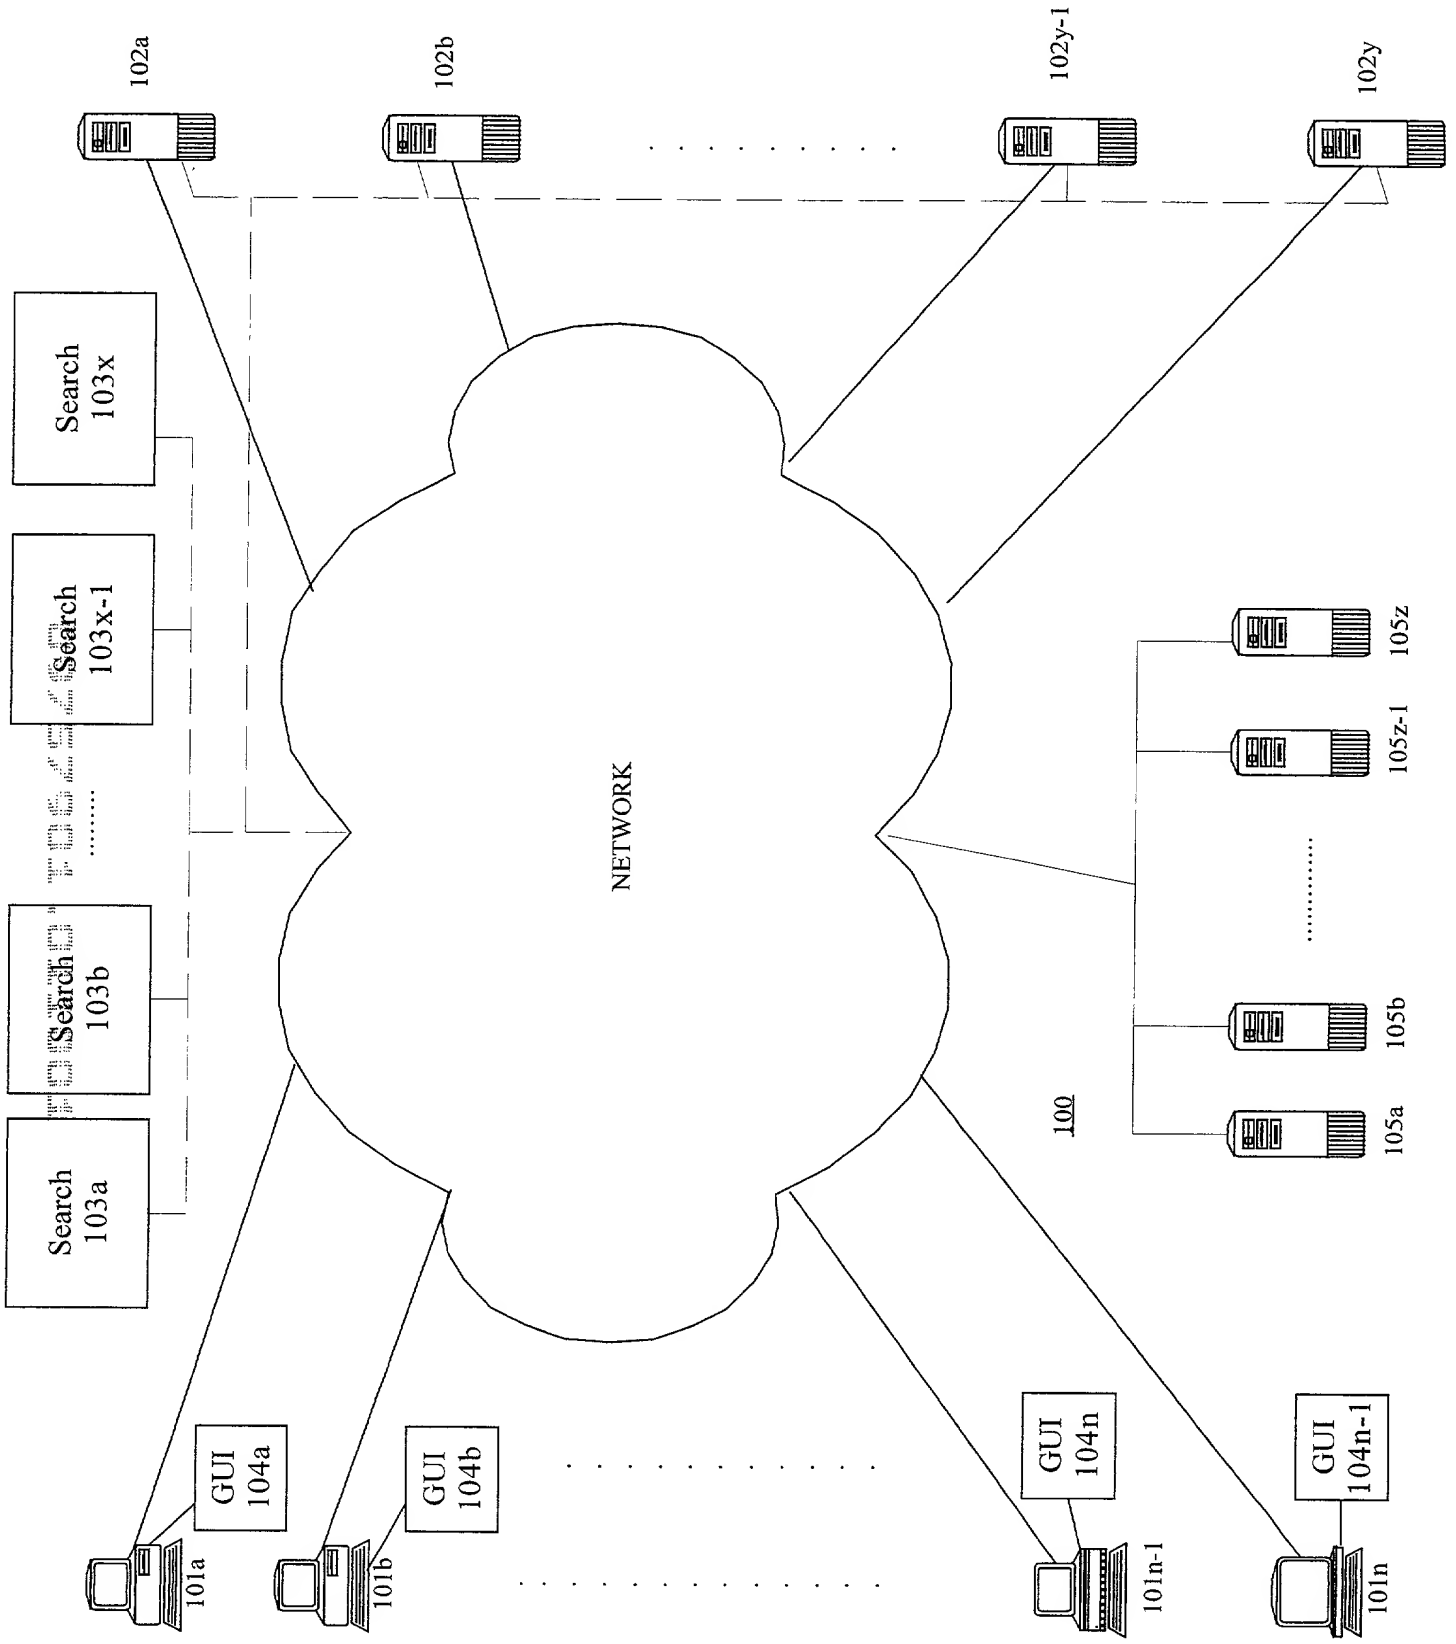 102a
102b
102y-1
102y
Search
103x
Search
103x-1
.........
Search
103b
Search
103a
NETWORK
100
105z
105z-1
............
105b
105a
GUI
104a
GUI
104b
GUI
104n
GUI
104n-1
101a
101b
101n-1
101n